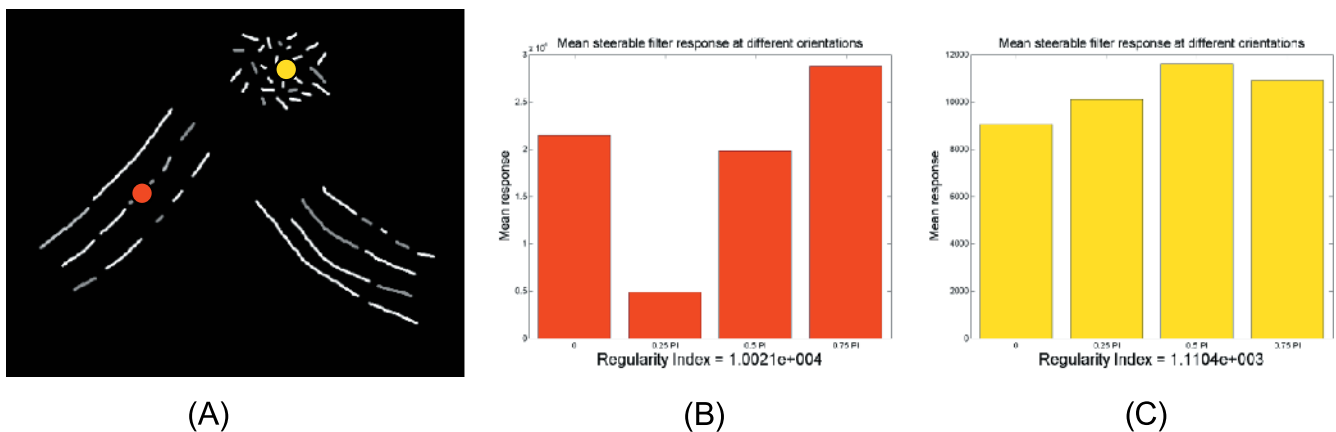 Mean steerable filter response at different orientations
x 10⁴
3
2.5
2
1.5
1
0.5
0
Mean response
0 0.25 PI 0.5 PI 0.75 PI
Regularity Index = 1.0021e+004
Mean steerable filter response at different orientations
12000
10000
8000
6000
4000
2000
0
Mean response
0 0.25 PI 0.5 PI 0.75 PI
Regularity Index = 1.1104e+003
(A) (B) (C)